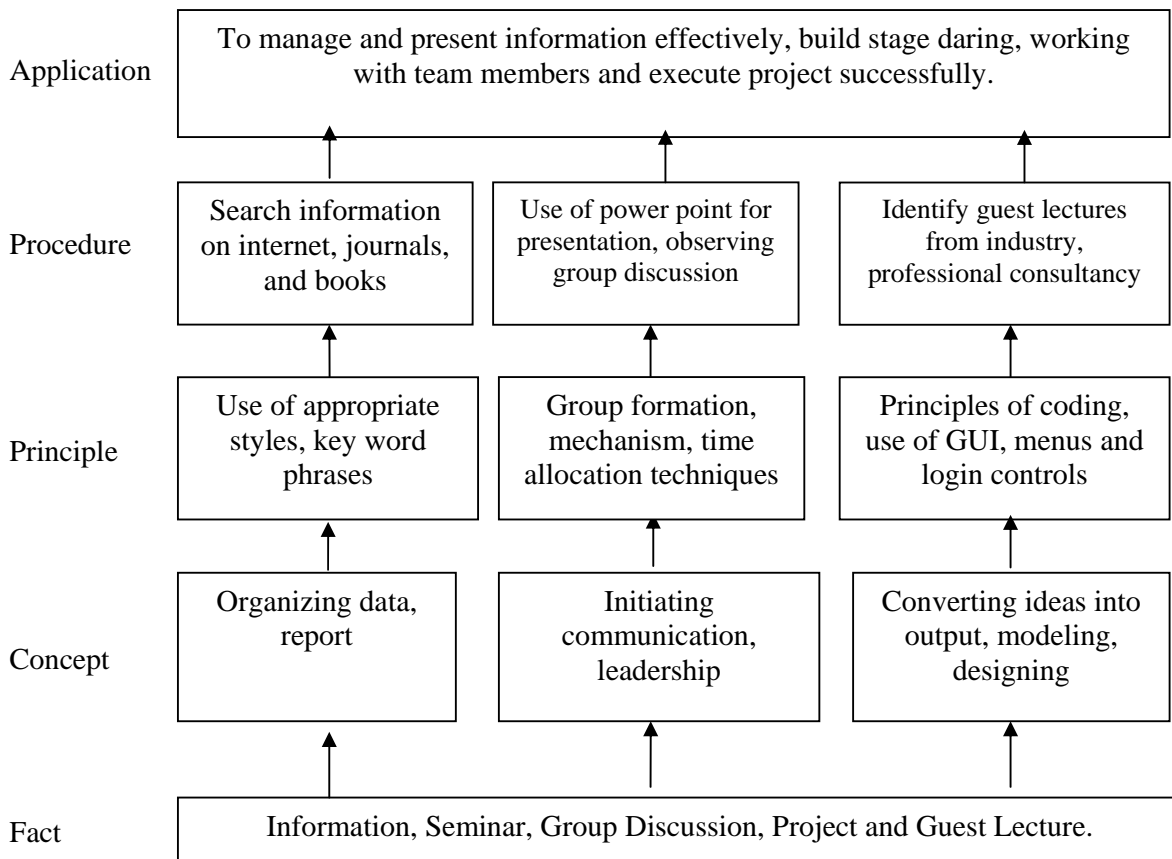 Application
To manage and present information effectively, build stage daring, working
with team members and execute project successfully.
Procedure
Search information
on internet, journals,
and books
Use of power point for
presentation, observing
group discussion
Identify guest lectures
from industry,
professional consultancy
Principle
Use of appropriate
styles, key word
phrases
Group formation,
mechanism, time
allocation techniques
Principles of coding,
use of GUI, menus and
login controls
Concept
Organizing data,
report
Initiating
communication,
leadership
Converting ideas into
output, modeling,
designing
Fact
Information, Seminar, Group Discussion, Project and Guest Lecture.